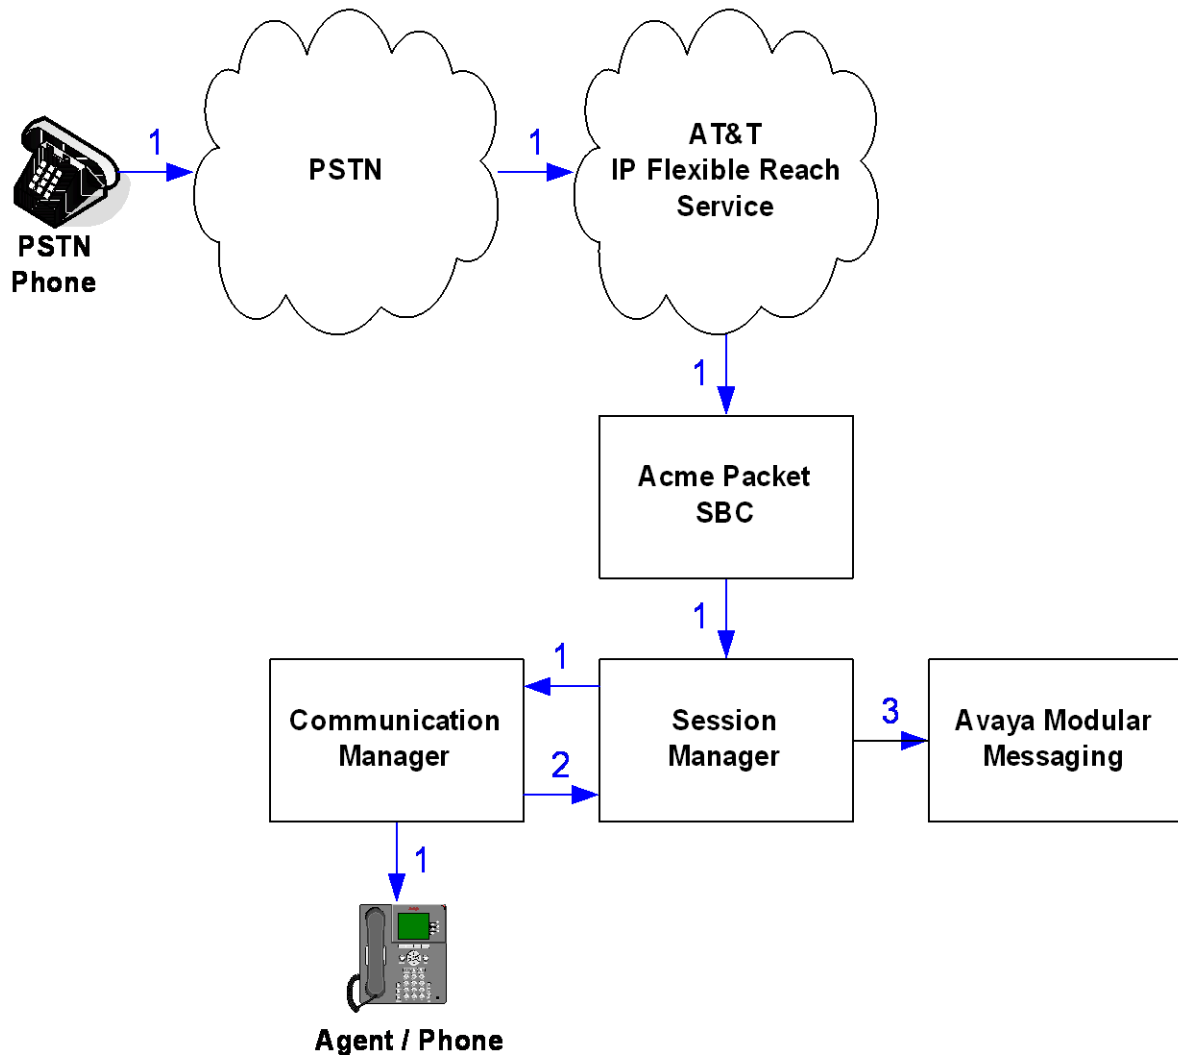 1
PSTN
1
AT&T
IP Flexible Reach
Service
PSTN
Phone
1
Acme Packet
SBC
1
1
Communication
Manager
2
Session
Manager
3
Avaya Modular
Messaging
1
Agent / Phone